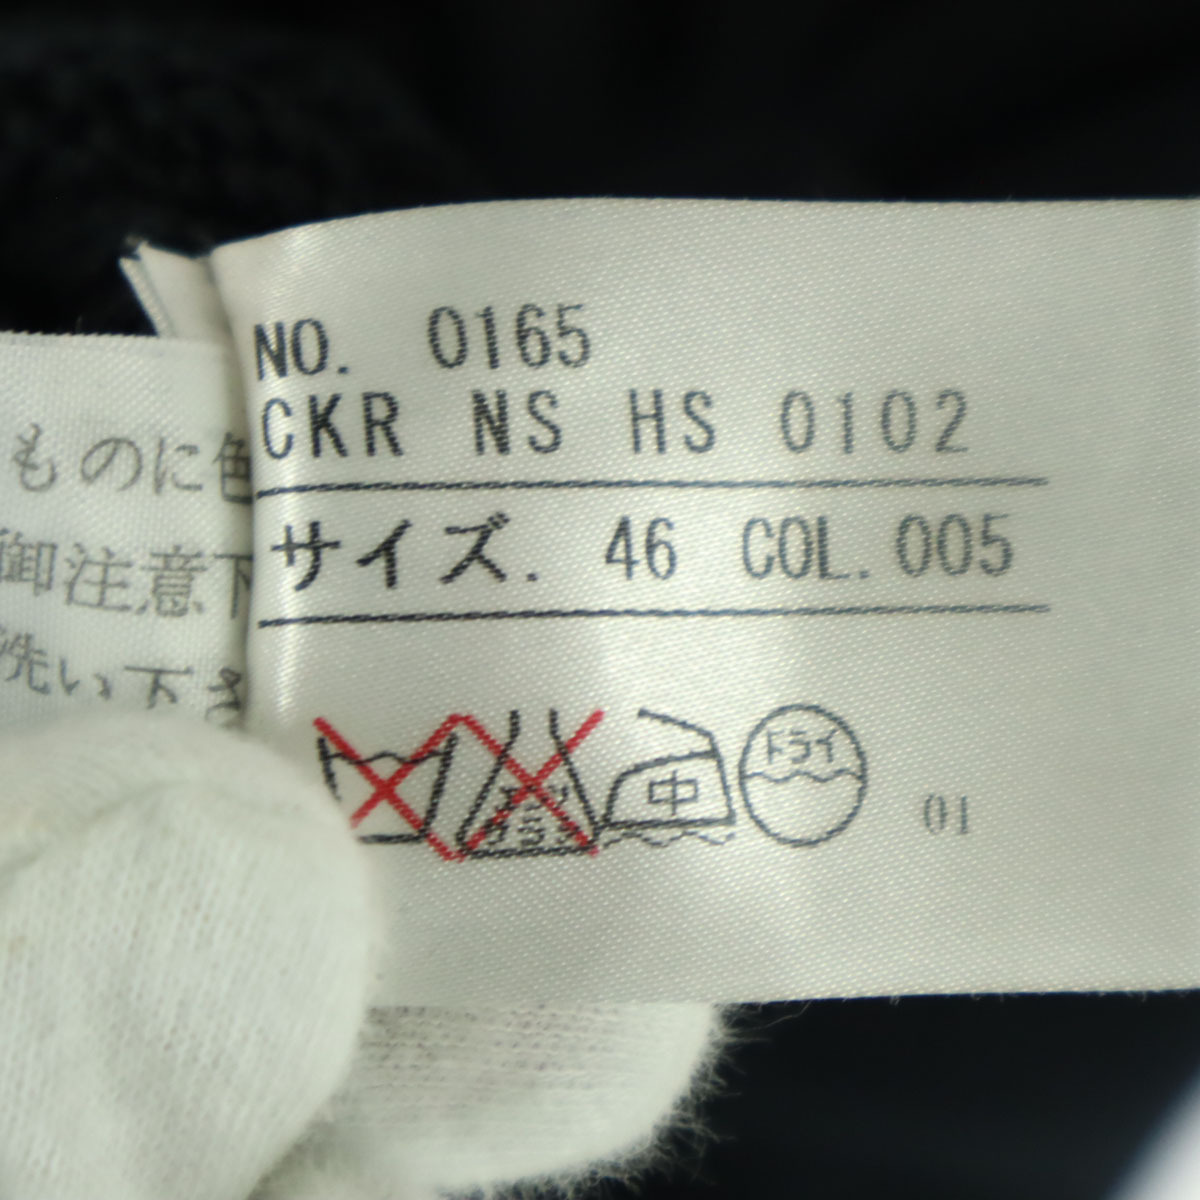 NO. 0165
CKR NS HS 0102
サイズ. 46 COL. 005
中
ドライ
01
ものに色
御注意下
洗い下さ